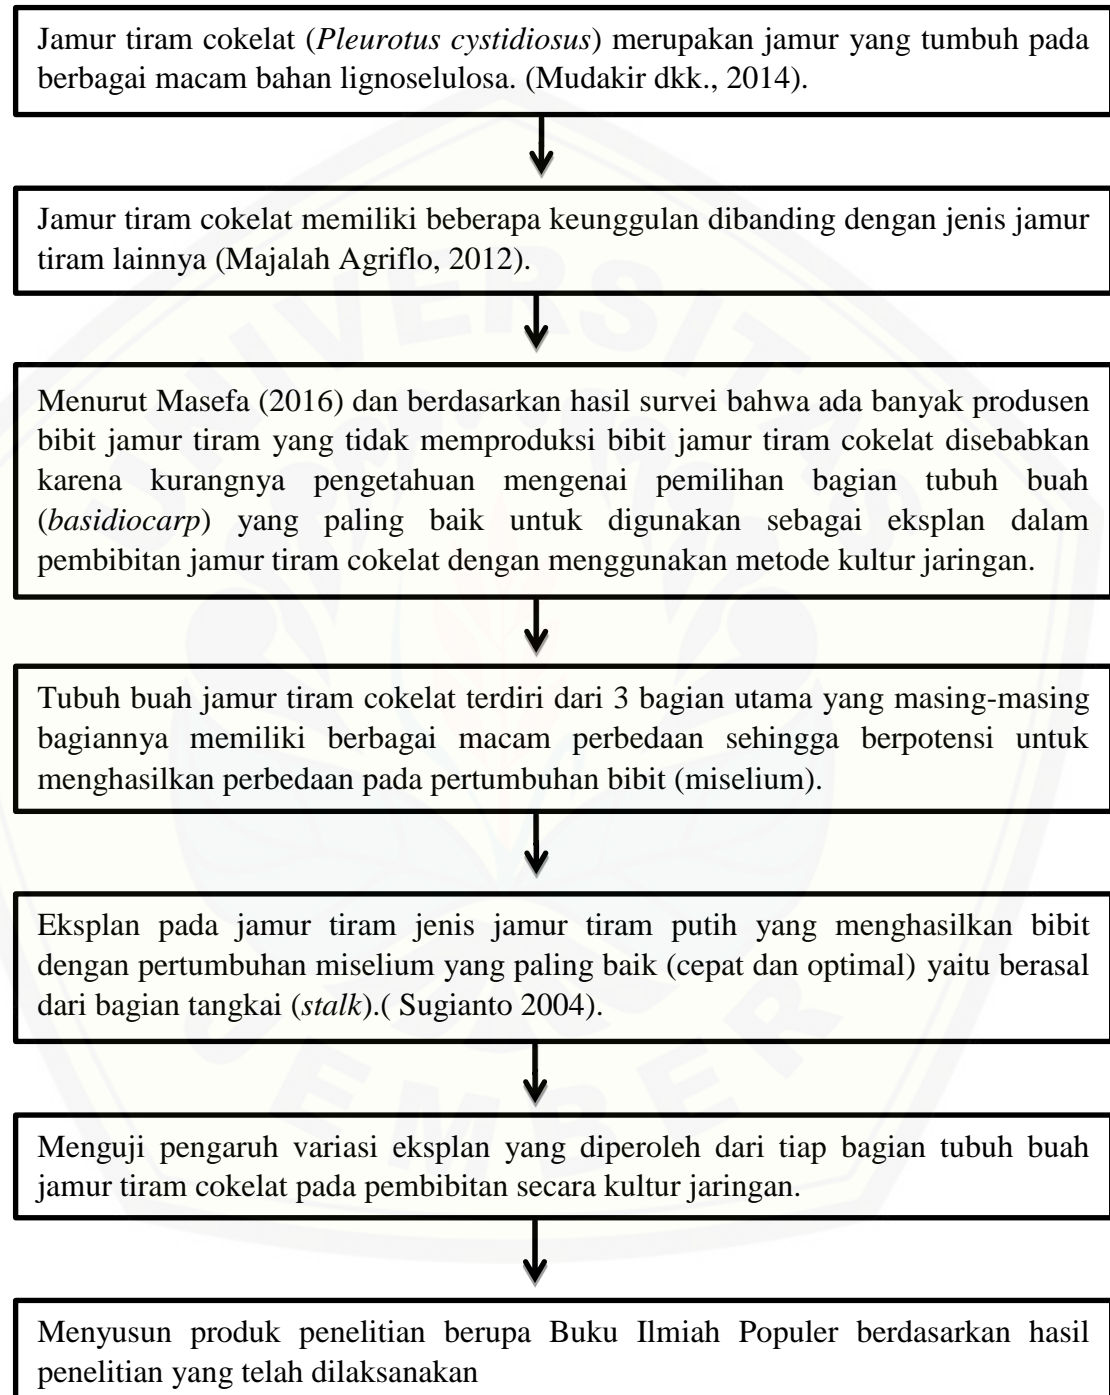 Jamur tiram cokelat (Pleurotus cystidiosus) merupakan jamur yang tumbuh pada
berbagai macam bahan lignoselulosa. (Mudakir dkk., 2014).
Jamur tiram cokelat memiliki beberapa keunggulan dibanding dengan jenis jamur
tiram lainnya (Majalah Agriflo, 2012).
Menurut Masefa (2016) dan berdasarkan hasil survei bahwa ada banyak produsen
bibit jamur tiram yang tidak memproduksi bibit jamur tiram cokelat disebabkan
karena kurangnya pengetahuan mengenai pemilihan bagian tubuh buah
(basidiocarp) yang paling baik untuk digunakan sebagai eksplan dalam
pembibitan jamur tiram cokelat dengan menggunakan metode kultur jaringan.
Tubuh buah jamur tiram cokelat terdiri dari 3 bagian utama yang masing-masing
bagiannya memiliki berbagai macam perbedaan sehingga berpotensi untuk
menghasilkan perbedaan pada pertumbuhan bibit (miselium).
Eksplan pada jamur tiram jenis jamur tiram putih yang menghasilkan bibit
dengan pertumbuhan miselium yang paling baik (cepat dan optimal) yaitu berasal
dari bagian tangkai (stalk).( Sugianto 2004).
Menguji pengaruh variasi eksplan yang diperoleh dari tiap bagian tubuh buah
jamur tiram cokelat pada pembibitan secara kultur jaringan.
Menyusun produk penelitian berupa Buku Ilmiah Populer berdasarkan hasil
penelitian yang telah dilaksanakan
UNIVERSITAS
JEMBER